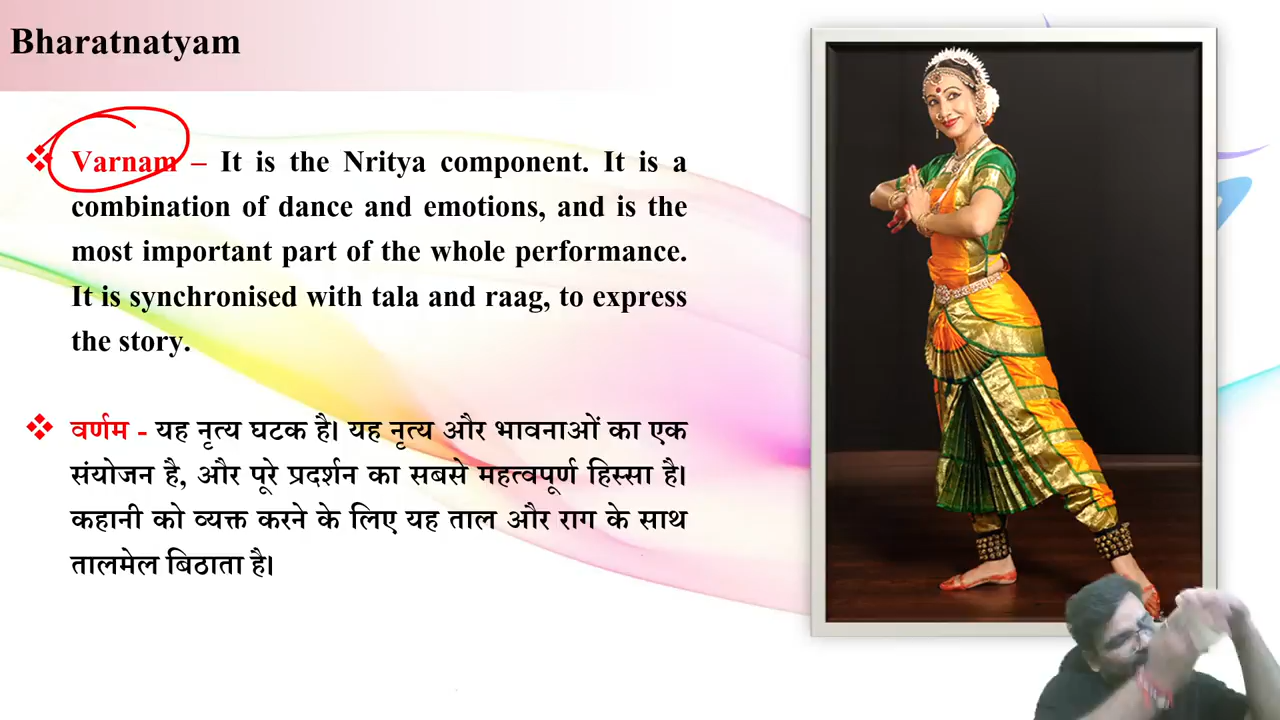 Bharatnatyam
Varnam – It is the Nritya component. It is a
combination of dance and emotions, and is the
most important part of the whole performance.
It is synchronised with tala and raag, to express
the story.
वर्णम - यह नृत्य घटक है। यह नृत्य और भावनाओं का एक
संयोजन है, और पूरे प्रदर्शन का सबसे महत्वपूर्ण हिस्सा है।
कहानी को व्यक्त करने के लिए यह ताल और राग के साथ
तालमेल बिठाता है।